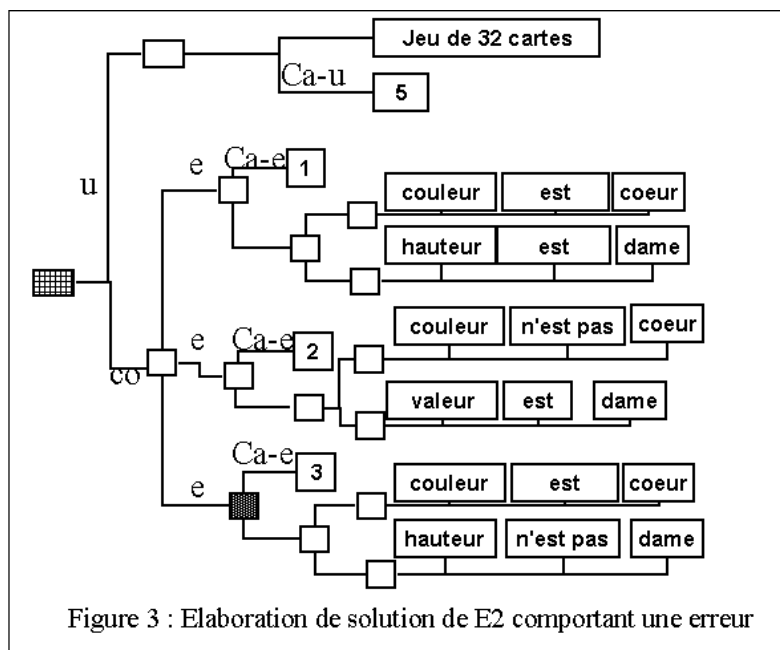 Jeu de 32 cartes
Ca-u 5
u
e Ca-e 1
couleur est coeur
hauteur est dame
co
e Ca-e 2
couleur n'est pas coeur
valeur est dame
e Ca-e 3
couleur est coeur
hauteur n'est pas dame
Figure 3 : Elaboration de solution de E2 comportant une erreur